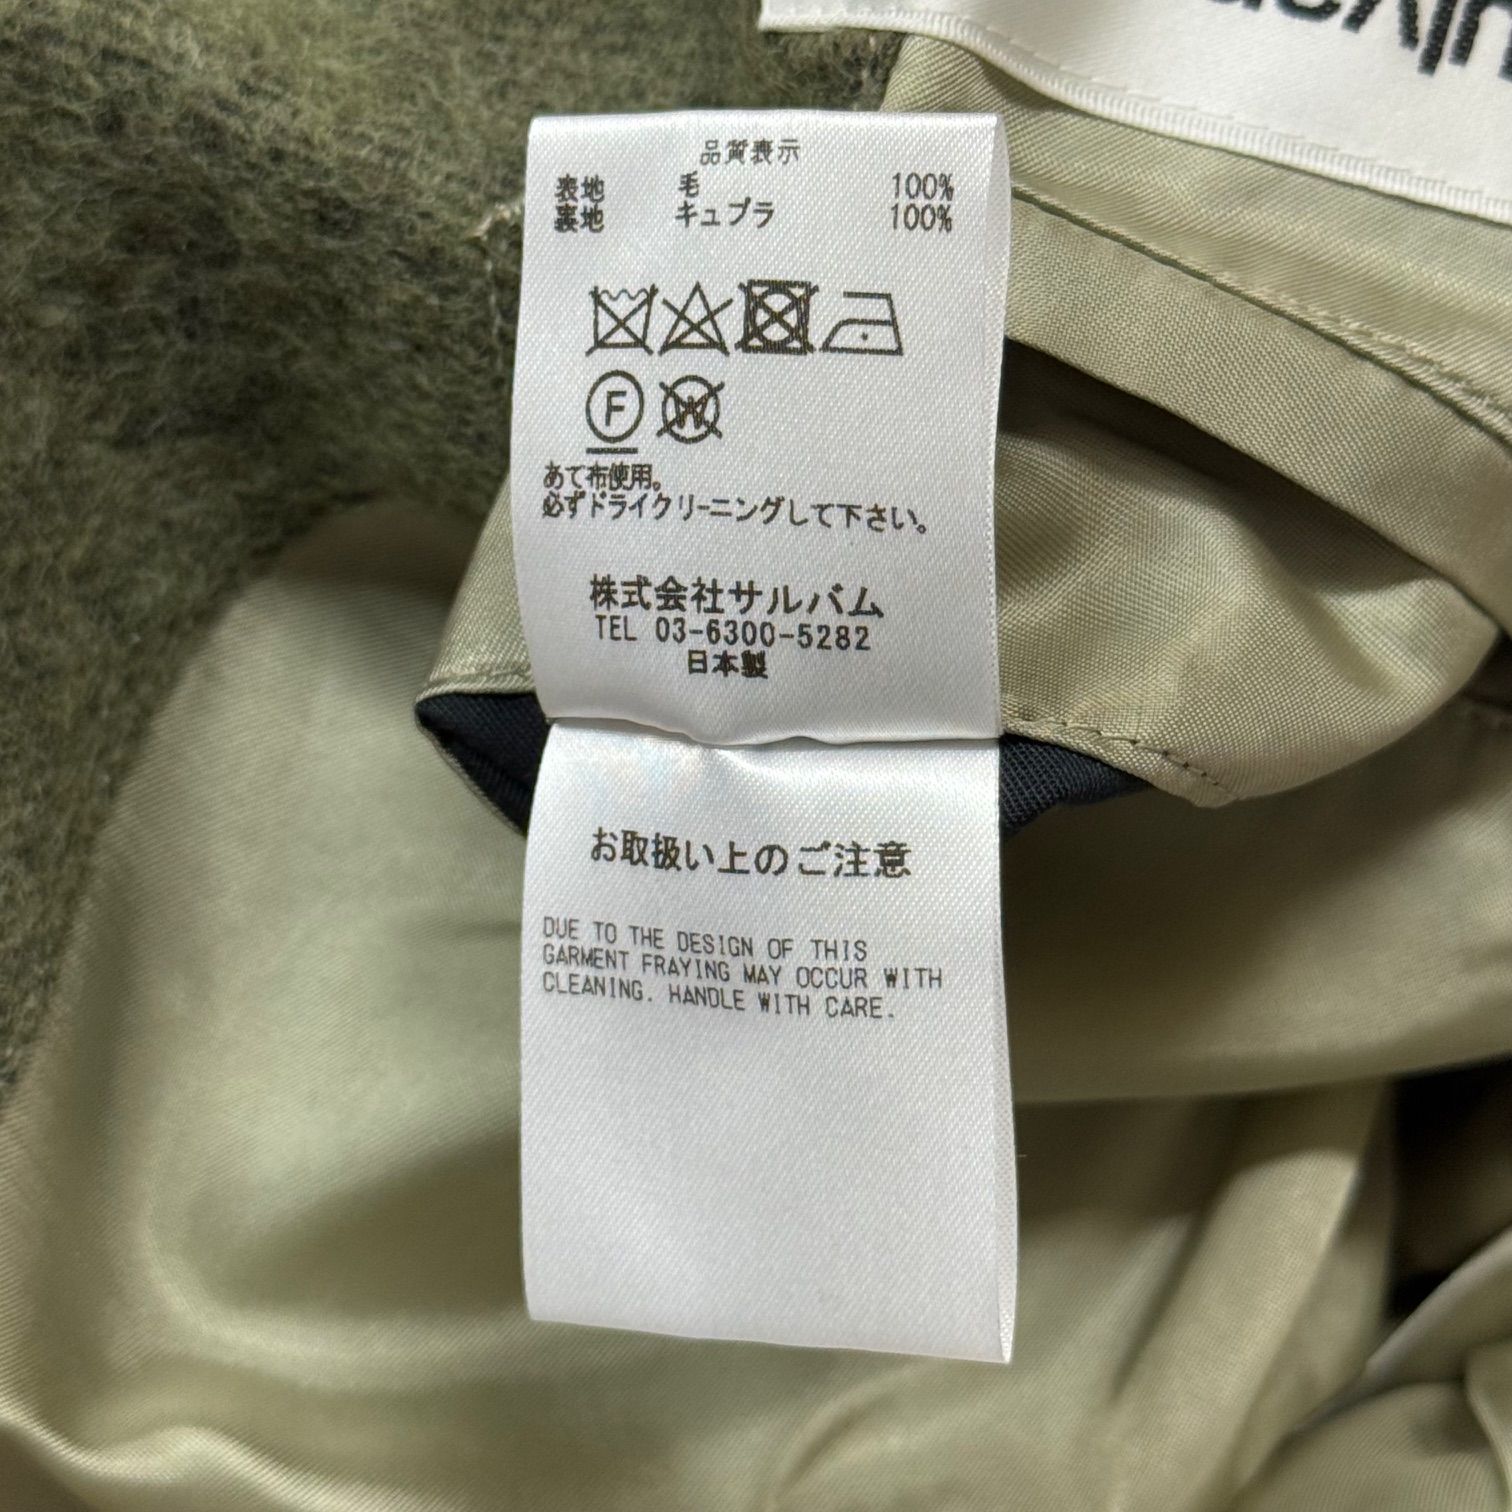 品質表示
表地 毛 100%
裏地 キュプラ 100%
F
W
あて布使用。
必ずドライクリーニングして下さい。
株式会社サルバム
TEL 03-6300-5282
日本製
お取扱い上のご注意
DUE TO THE DESIGN OF THIS
GARMENT FRAYING MAY OCCUR WITH
CLEANING. HANDLE WITH CARE.